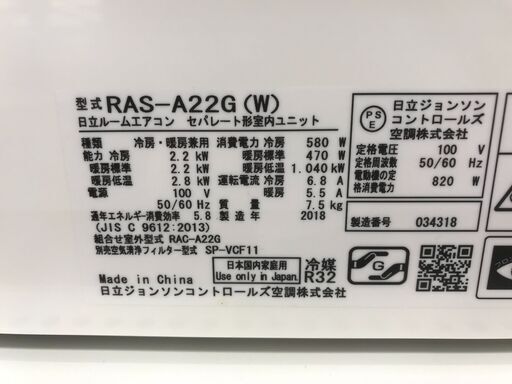 型式 RAS-A22G(W)
日立ルームエアコン セパレート形室内ユニット
種類 冷房・暖房兼用 消費電力 冷房 580 W
能力 冷房 2.2 kW 暖房標準 470 W
暖房標準 2.2 kW 暖房低温 1.040 kW
暖房低温 2.8 kW 運転電流 冷房 6.8 A
電源 100 V 暖房 5.5 A
50/60 Hz 質量 7.5 kg
通年エネルギー消費効率 5.8 製造年 2018
(JIS C 9612:2013)
組合せ室外型式 RAC-A22G
別売空気清浄フィルター型式 SP-VCF11
日本国内家庭用
Use only in Japan.
冷媒
R32
Made in China
日立ジョンソンコントロールズ空調株式会社
PS
E
日立ジョンソン
コントロールズ
空調株式会社
定格電圧 100 V
定格周波数 50/60 Hz
電動機の定
格消費電力 820 W
製造番号 034318
G